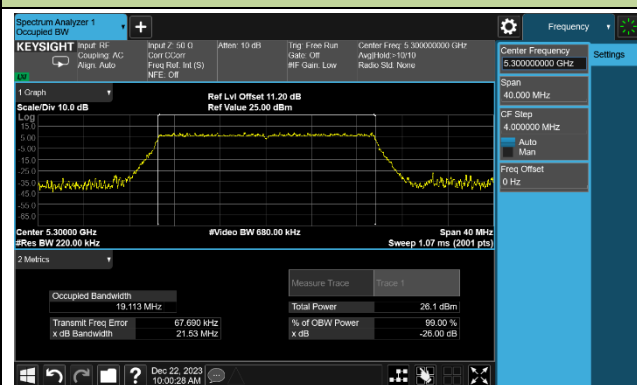 Spectrum Analyzer 1
Occupied BW
Frequency
KEYSIGHT
Input: RF
Coupling: AC
Align: Auto
Input Z: 50 Ω
Corr CCorr
Freq Ref: Int (S)
NFE: Off
Atten: 10 dB
Trig: Free Run
Gate: Off
#IF Gain: Low
Center Freq: 5.300000000 GHz
Avg|Hold:>10/10
Radio Std: None
Center Frequency
5.300000000 GHz
Settings
Span
40.000 MHz
CF Step
4.000000 MHz
Auto
Man
Freq Offset
0 Hz
1 Graph
Scale/Div 10.0 dB
Ref Lvl Offset 11.20 dB
Ref Value 25.00 dBm
Log
15.0
5.00
-5.00
-15.0
-25.0
-35.0
-45.0
-55.0
-65.0
Center 5.30000 GHz
#Res BW 220.00 kHz
#Video BW 680.00 kHz
Span 40 MHz
Sweep 1.07 ms (2001 pts)
2 Metrics
Measure Trace
Trace 1
Occupied Bandwidth
19.113 MHz
Total Power
26.1 dBm
Transmit Freq Error
67.690 kHz
% of OBW Power
99.00 %
x dB Bandwidth
21.53 MHz
x dB
-26.00 dB
?
Dec 22, 2023
10:00:28 AM